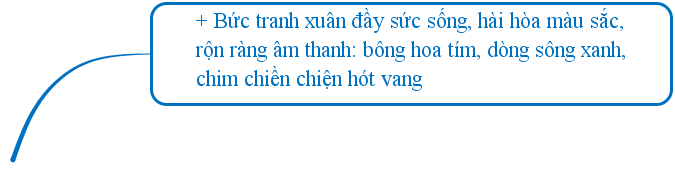 + Bức tranh xuân đầy sức sống, hài hòa màu sắc,
rộn ràng âm thanh: bông hoa tím, dòng sông xanh,
chim chiền chiện hót vang